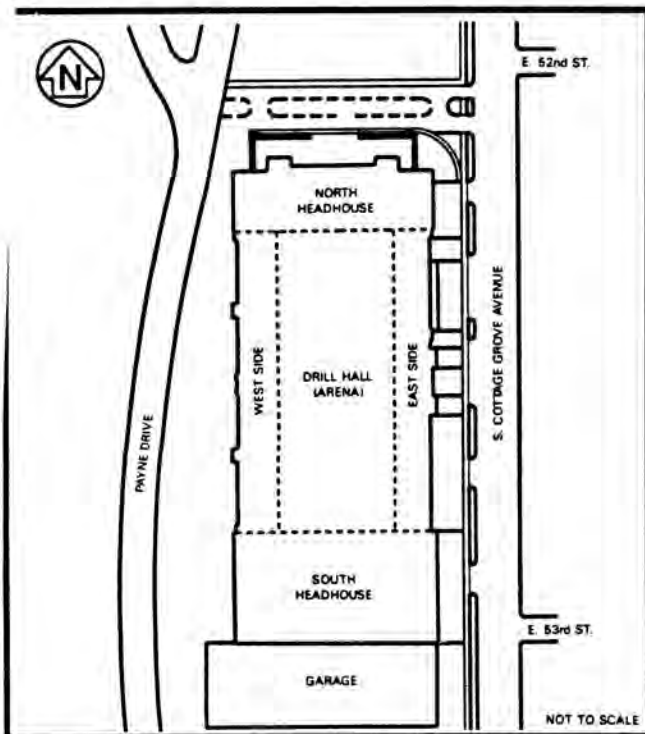 N
E. 52nd ST.
NORTH
HEADHOUSE
WEST SIDE
DRILL HALL
(ARENA)
EAST SIDE
S. COTTAGE GROVE AVENUE
PAYNE DRIVE
SOUTH
HEADHOUSE
E. 53rd ST.
GARAGE
NOT TO SCALE